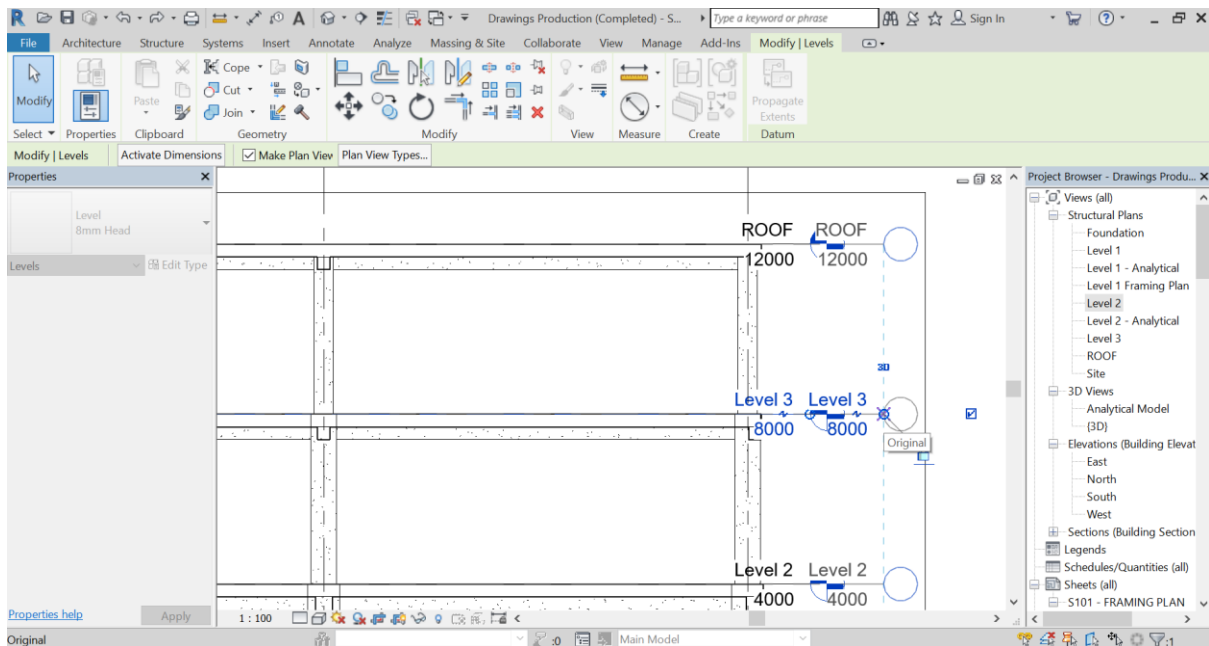 R A Drawings Production (Completed) - S... Type a keyword or phrase Sign In
File Architecture Structure Systems Insert Annotate Analyze Massing & Site Collaborate View Manage Add-Ins Modify | Levels
Modify Paste Cope Cut Join Propagate Extents
Select Properties Clipboard Geometry Modify View Measure Create Datum
Modify | Levels Activate Dimensions Make Plan View Plan View Types...
Properties
Level
8mm Head
Levels Edit Type
Properties help Apply
ROOF ROOF
12000 12000
3D
Level 3 Level 3
8000 8000
Original
Level 2 Level 2
4000 4000
1 : 100
Project Browser - Drawings Produ...
Views (all)
Structural Plans
Foundation
Level 1
Level 1 - Analytical
Level 1 Framing Plan
Level 2
Level 2 - Analytical
Level 3
ROOF
Site
3D Views
Analytical Model
{3D}
Elevations (Building Elevat
East
North
South
West
Sections (Building Section
Legends
Schedules/Quantities (all)
Sheets (all)
S101 - FRAMING PLAN
Original :0 Main Model :1